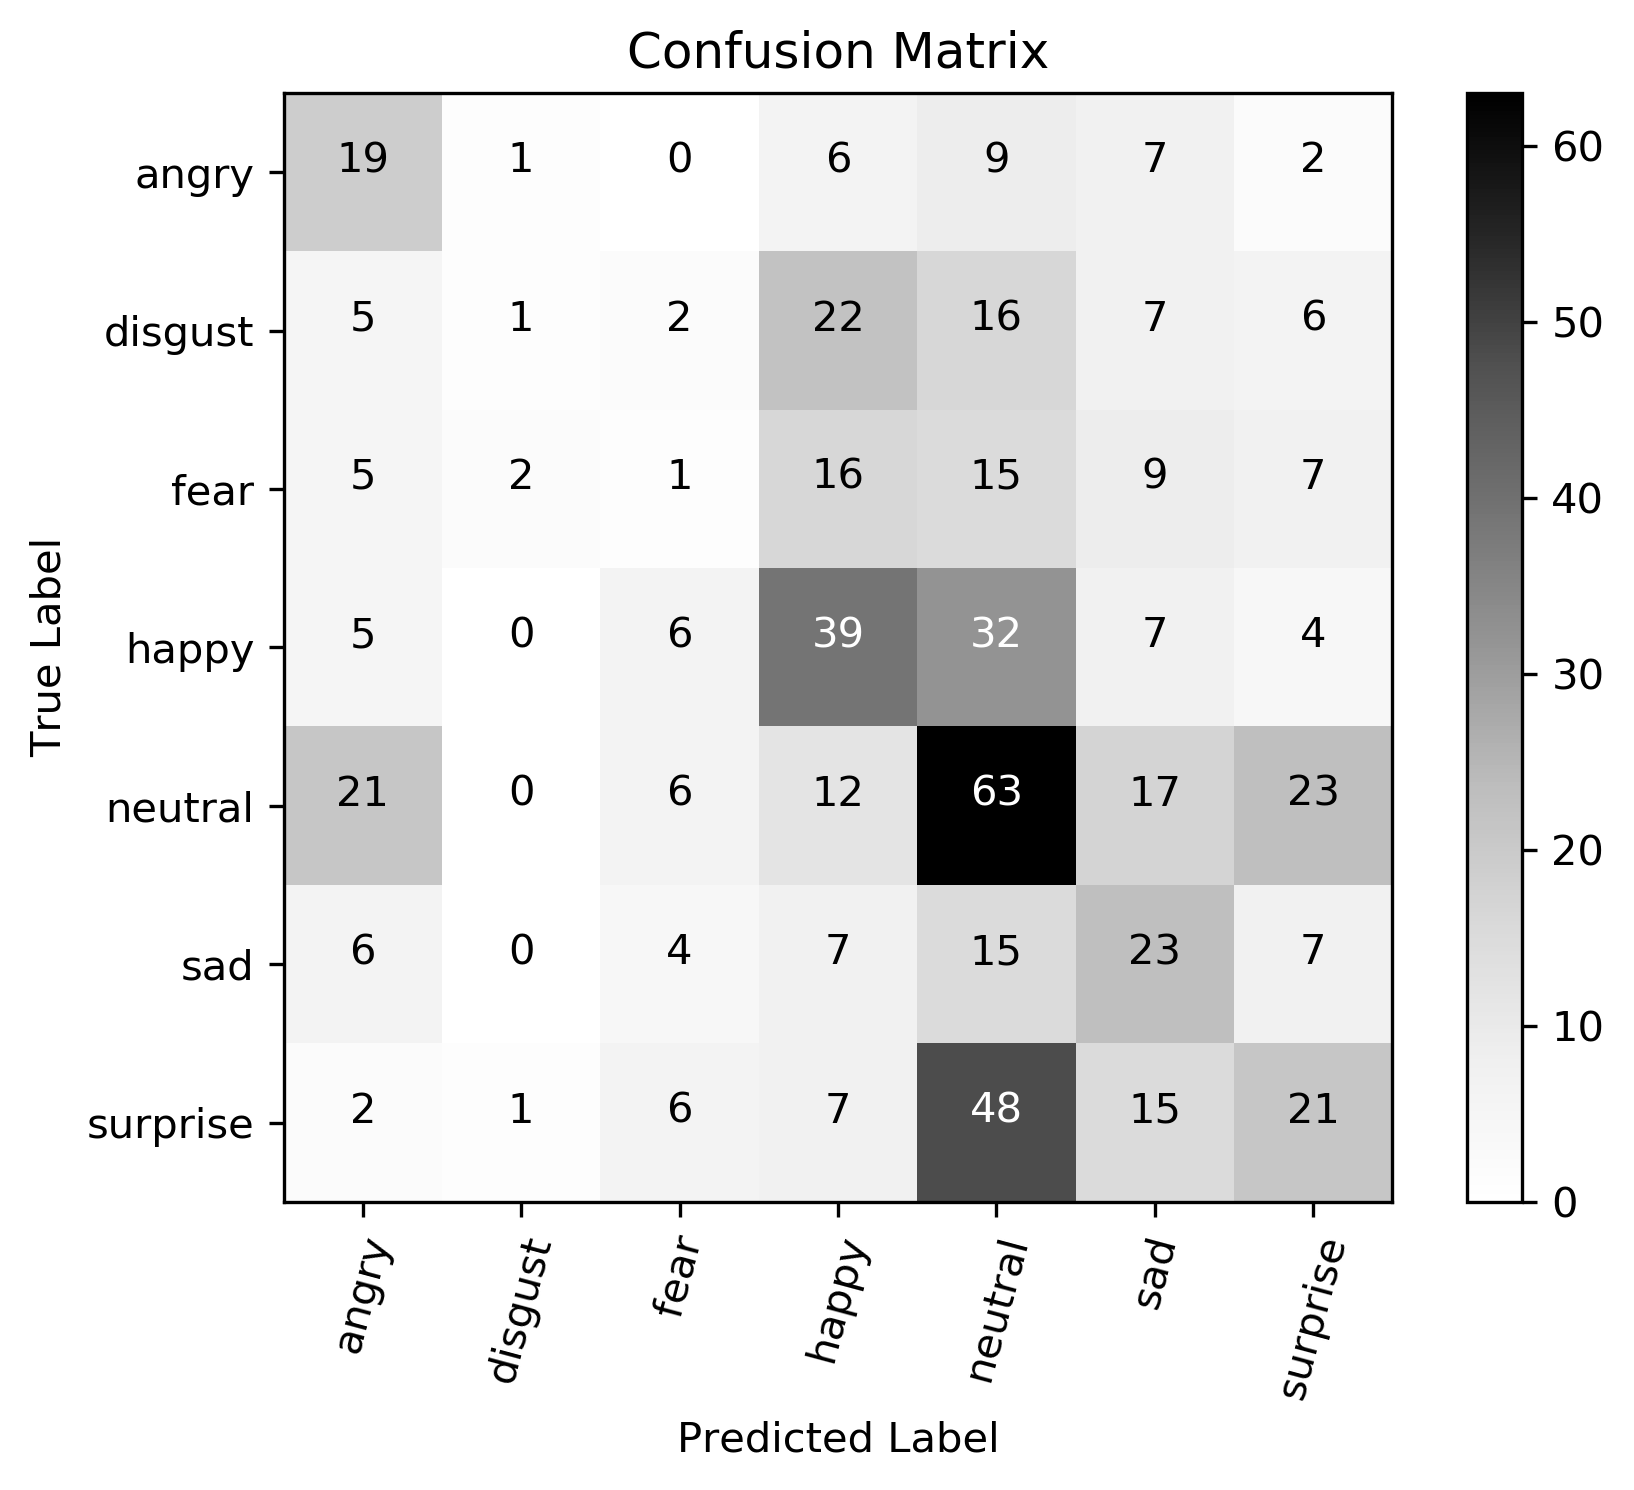 Confusion Matrix
angry 19 1 0 6 9 7 2
disgust 5 1 2 22 16 7 6
fear 5 2 1 16 15 9 7
happy 5 0 6 39 32 7 4
neutral 21 0 6 12 63 17 23
sad 6 0 4 7 15 23 7
surprise 2 1 6 7 48 15 21
True Label
angry disgust fear happy neutral sad surprise
Predicted Label
60
50
40
30
20
10
0